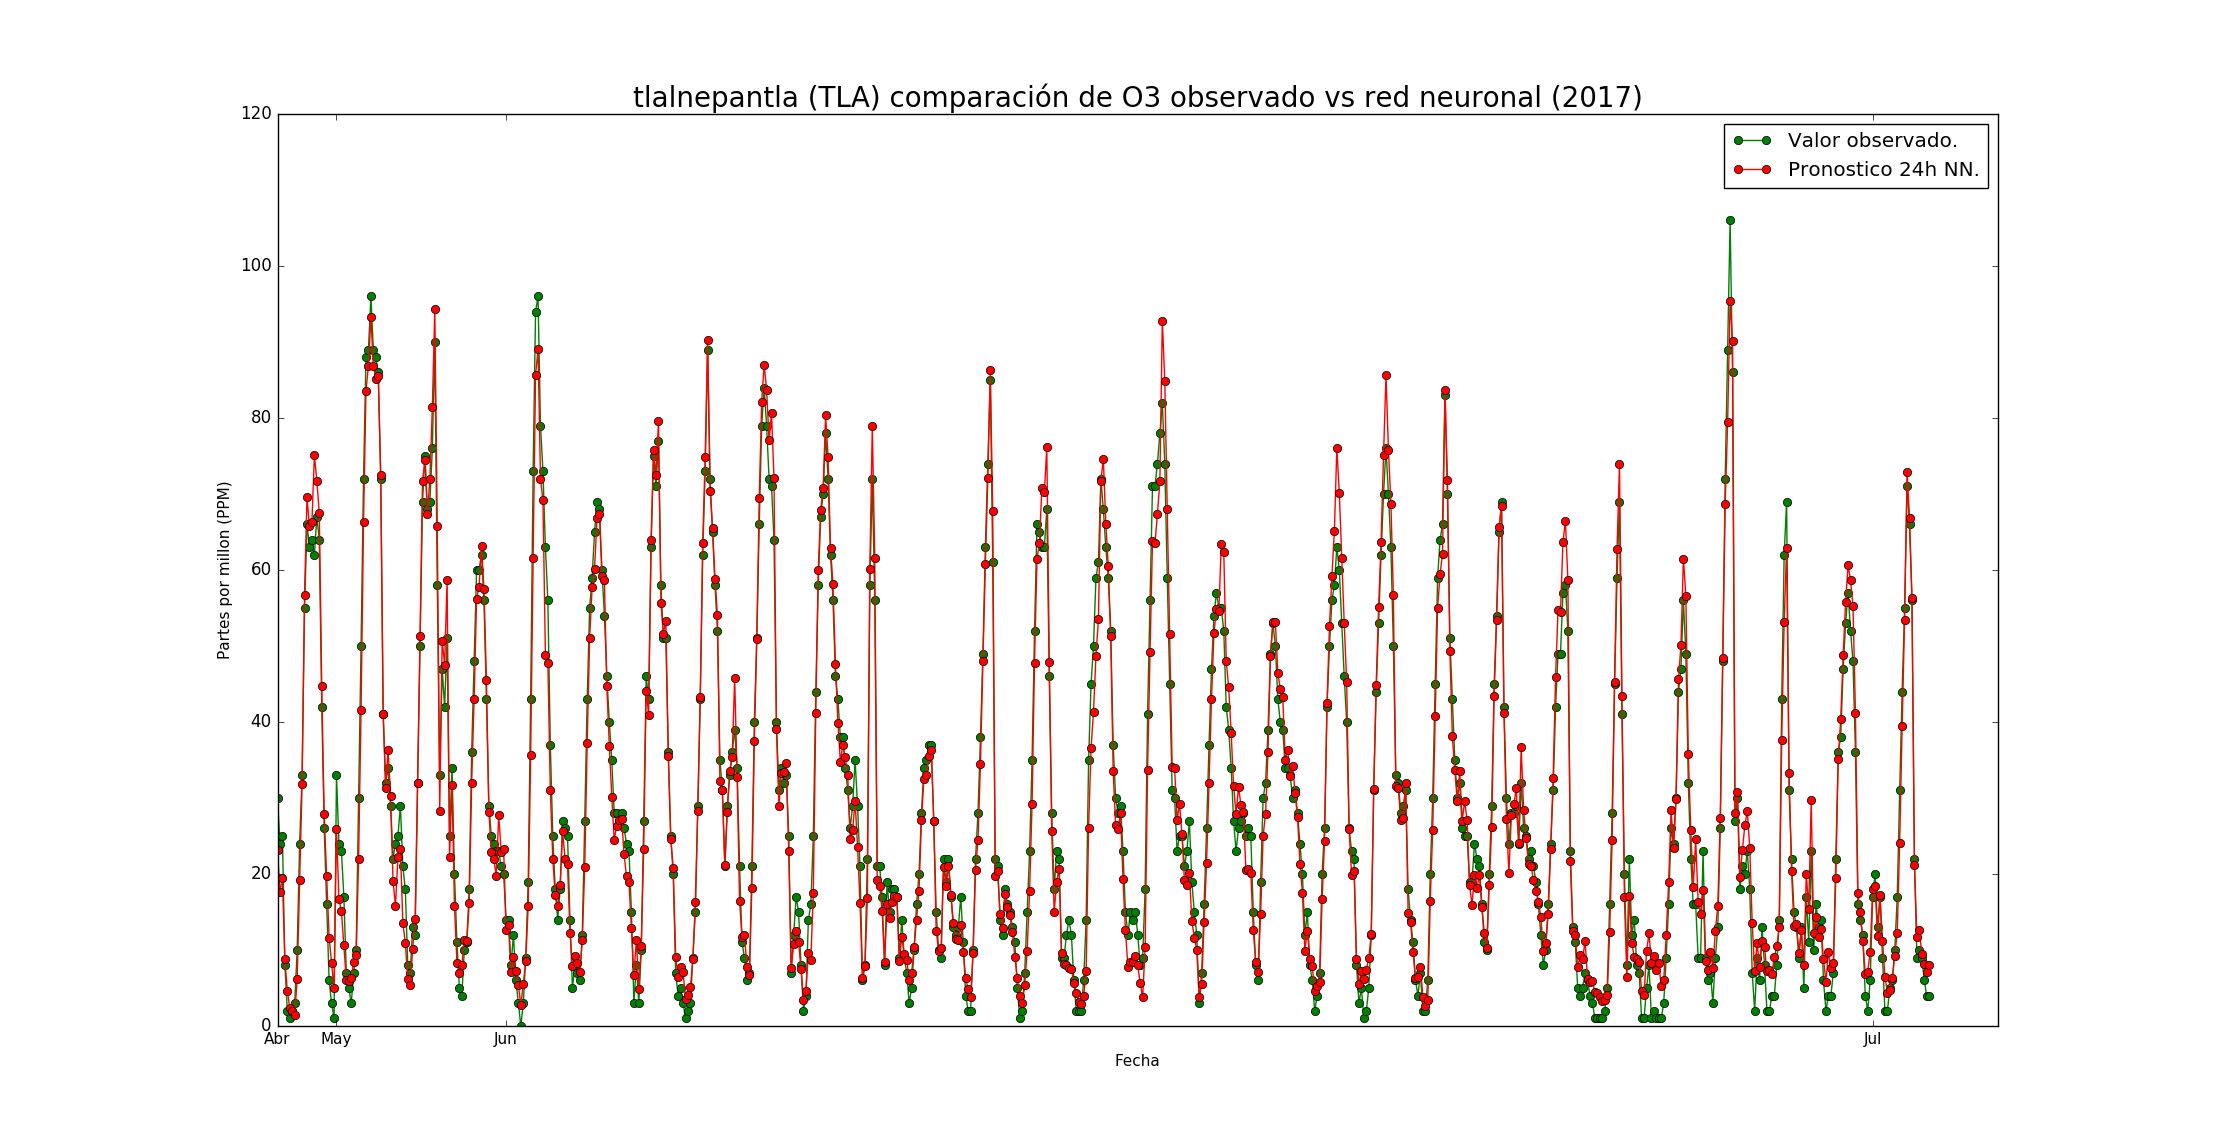 tlalnepantla (TLA) comparación de O3 observado vs red neuronal (2017)
Valor observado.
Pronostico 24h NN.
120
100
80
60
40
20
0
Partes por millon (PPM)
Abr May Jun Jul
Fecha